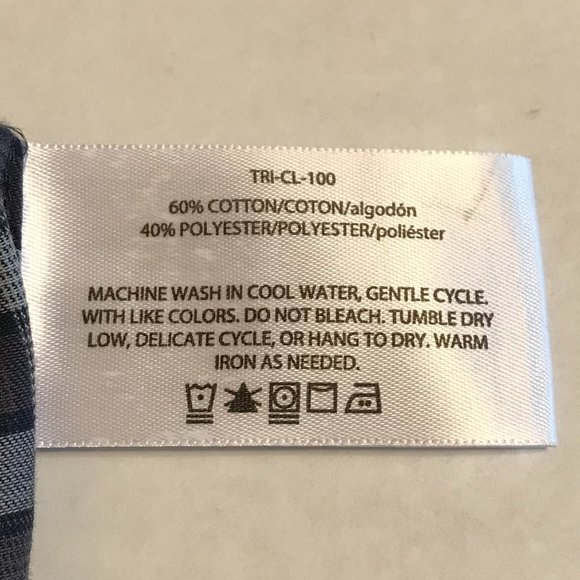 TRI-CL-100
60% COTTON/COTON/algodón
40% POLYESTER/POLYESTER/poliéster
MACHINE WASH IN COOL WATER, GENTLE CYCLE,
WITH LIKE COLORS. DO NOT BLEACH. TUMBLE DRY
LOW, DELICATE CYCLE, OR HANG TO DRY. WARM
IRON AS NEEDED.